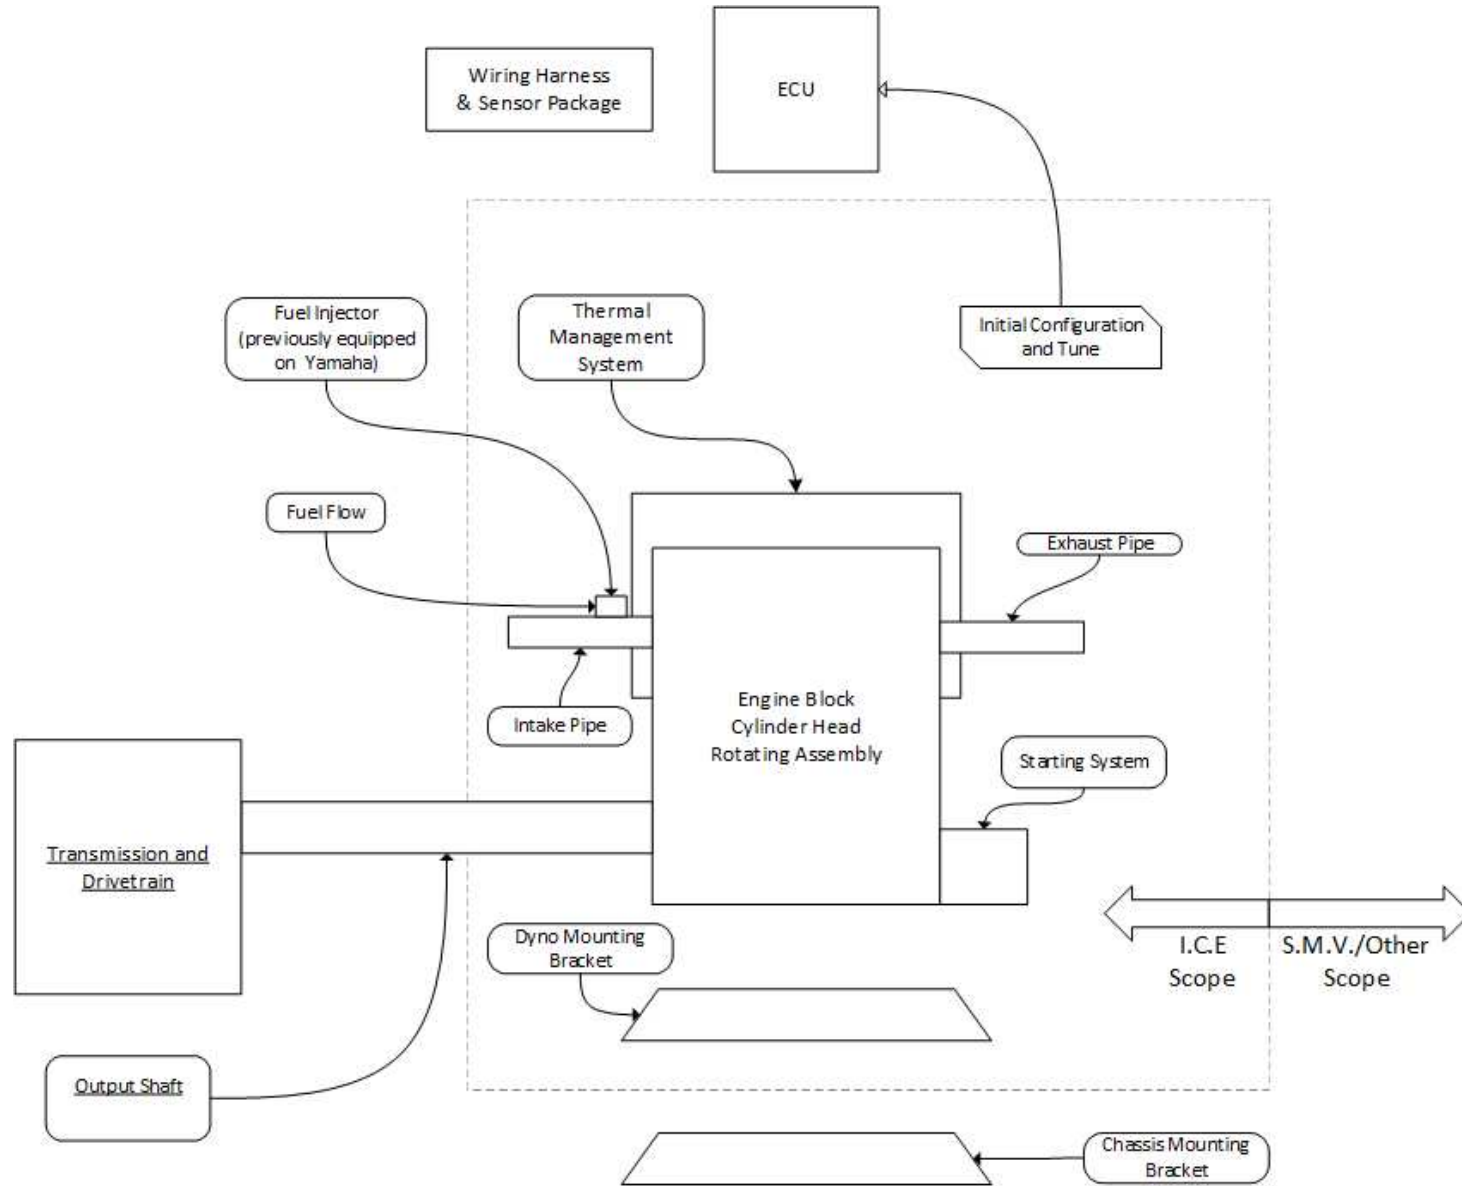 Wiring Harness
& Sensor Package
ECU
Fuel Injector
(previously equipped
on Yamaha)
Thermal
Management
System
Initial Configuration
and Tune
Fuel Flow
Exhaust Pipe
Intake Pipe
Engine Block
Cylinder Head
Rotating Assembly
Starting System
Transmission and
Drivetrain
Dyno Mounting
Bracket
I.C.E
Scope
S.M.V./Other
Scope
Output Shaft
Chassis Mounting
Bracket